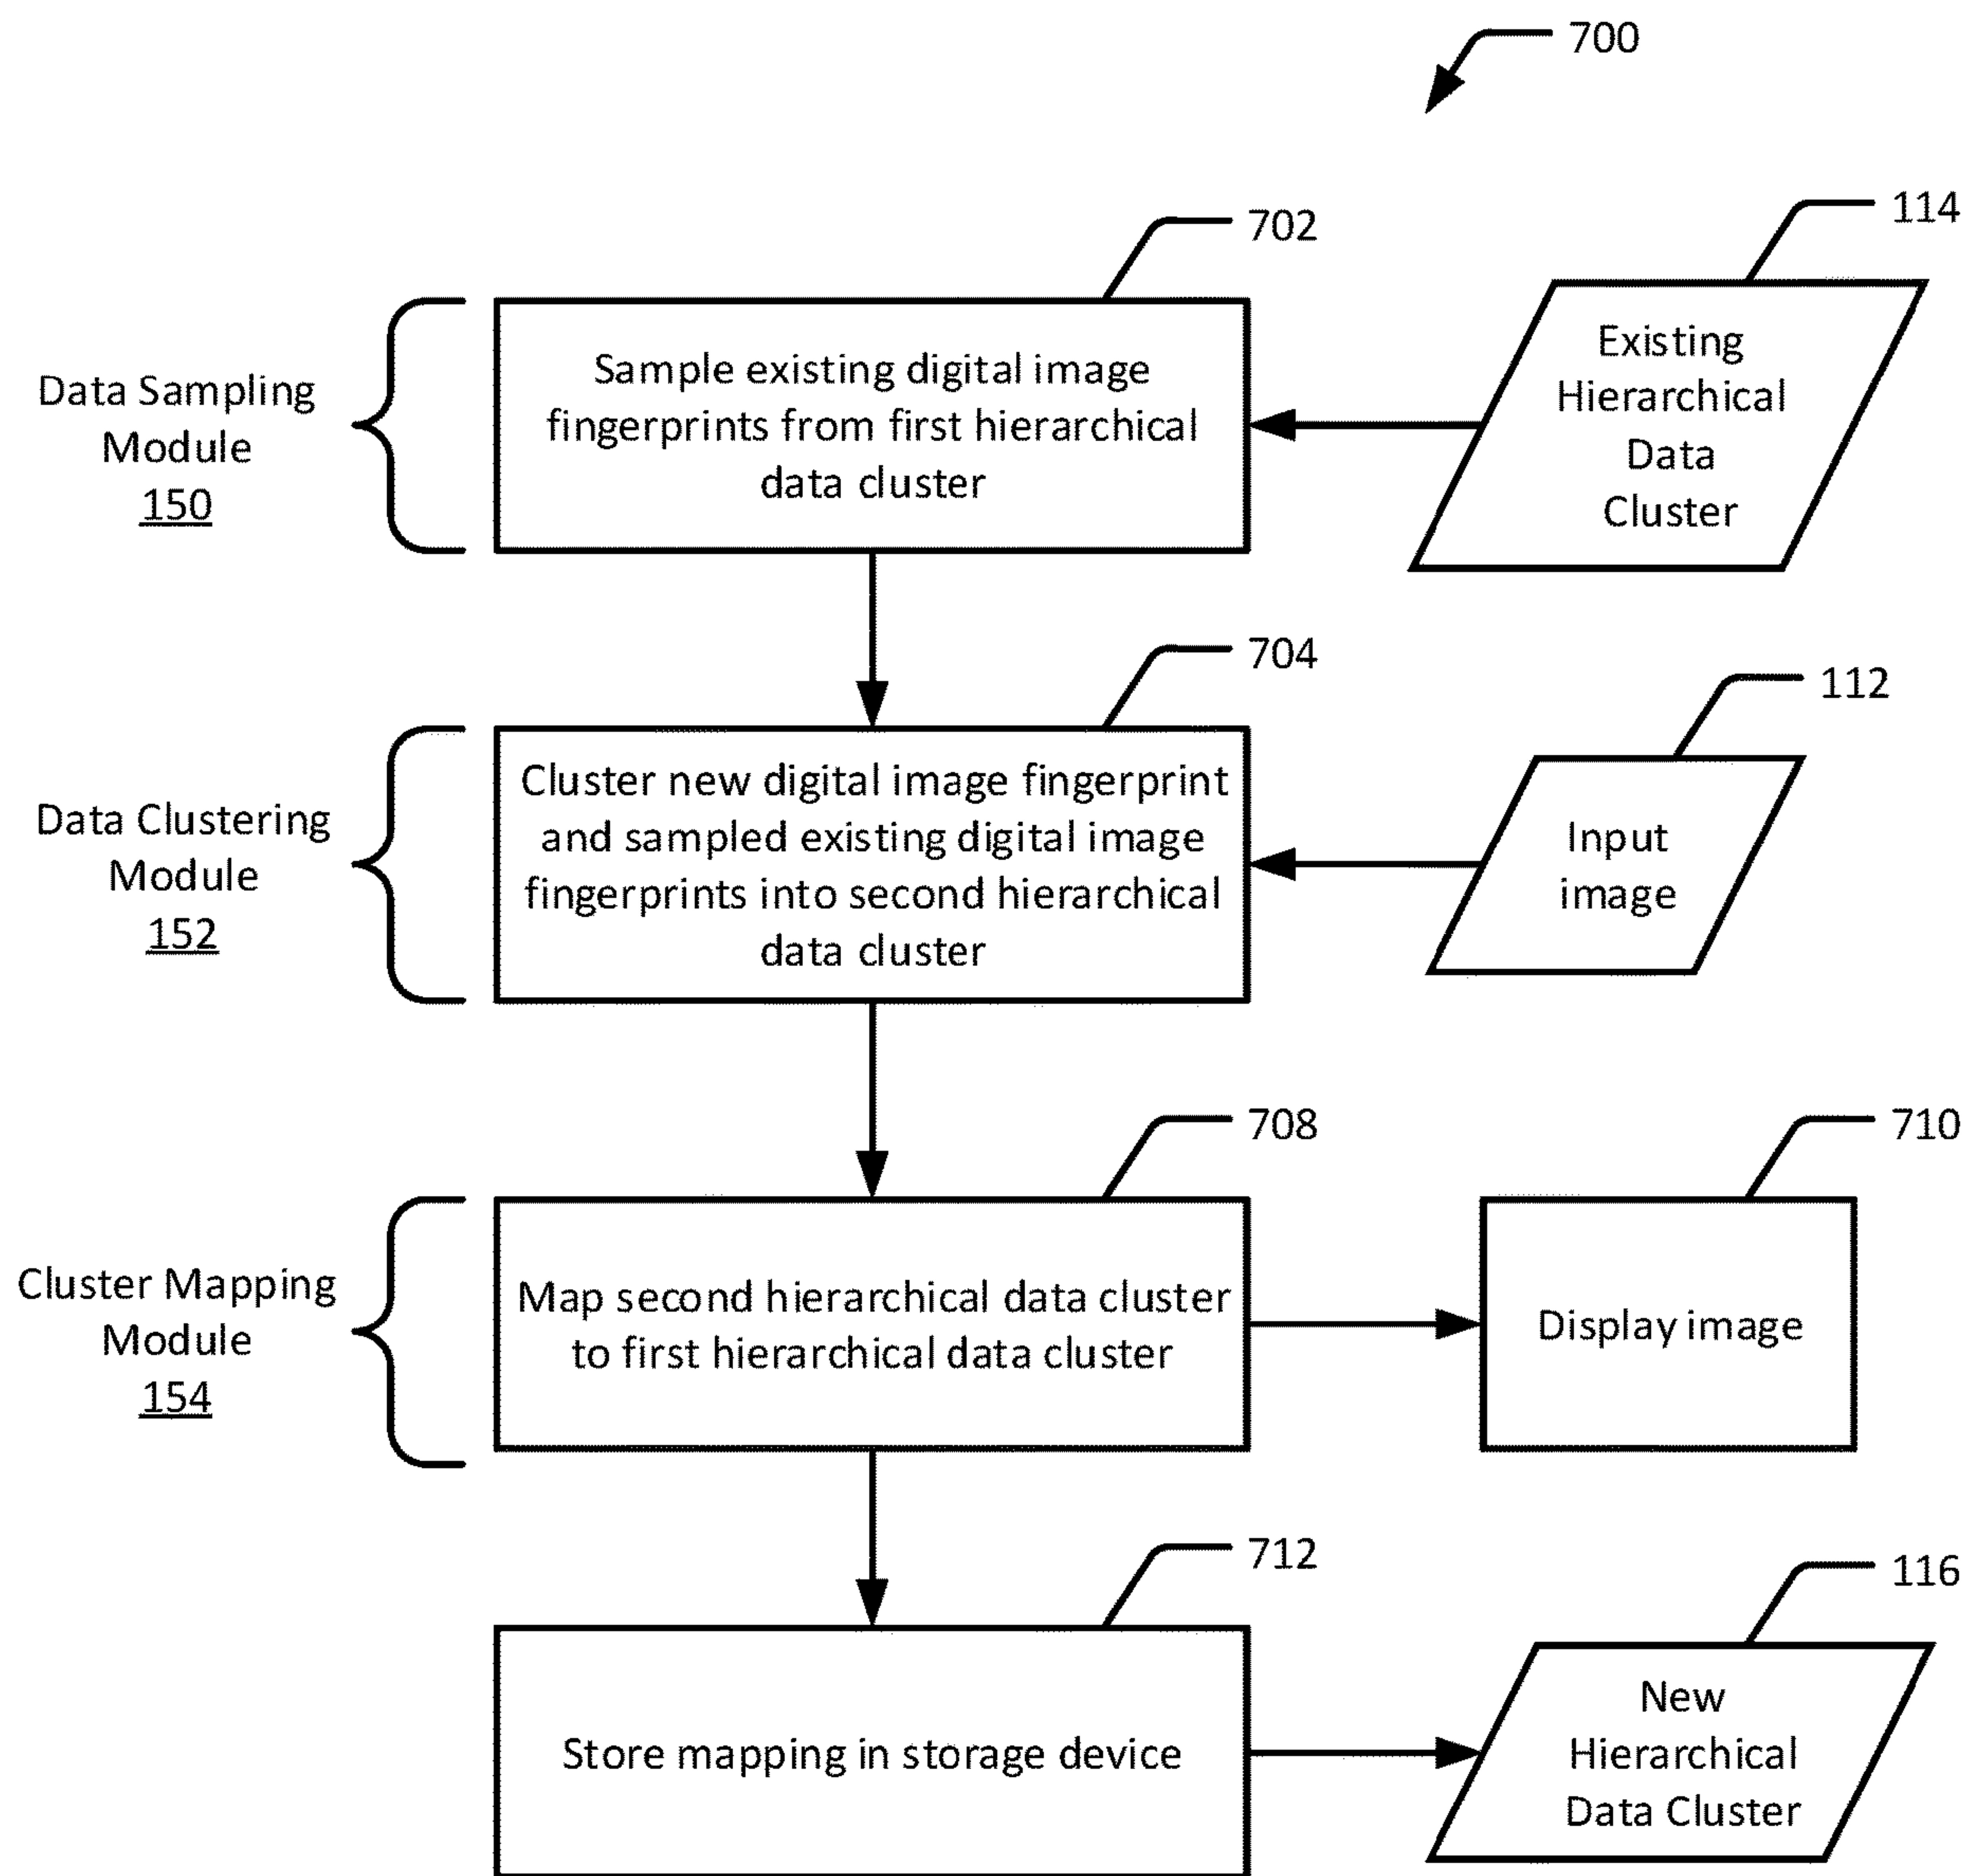 700
702
114
Data Sampling
Module
150
Sample existing digital image
fingerprints from first hierarchical
data cluster
Existing
Hierarchical
Data
Cluster
704
112
Data Clustering
Module
152
Cluster new digital image fingerprint
and sampled existing digital image
fingerprints into second hierarchical
data cluster
Input
image
708
710
Cluster Mapping
Module
154
Map second hierarchical data cluster
to first hierarchical data cluster
Display image
712
116
Store mapping in storage device
New
Hierarchical
Data Cluster